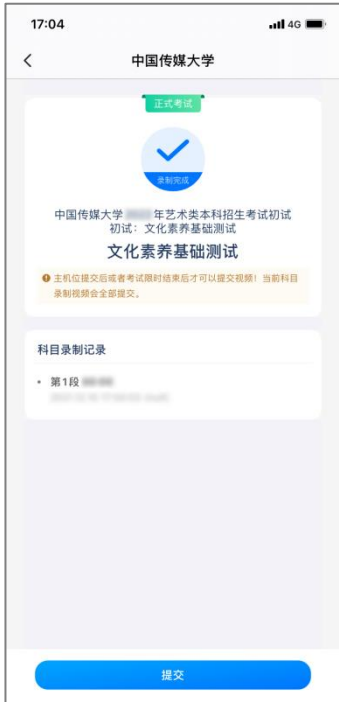 17:04
4G
中国传媒大学
正式考试
录制完成
中国传媒大学 年艺术类本科招生考试初试
初试：文化素养基础测试
文化素养基础测试
主机位提交后或者考试限时结束后才可以提交视频！当前科目
录制视频会全部提交。
科目录制记录
• 第1段
提交